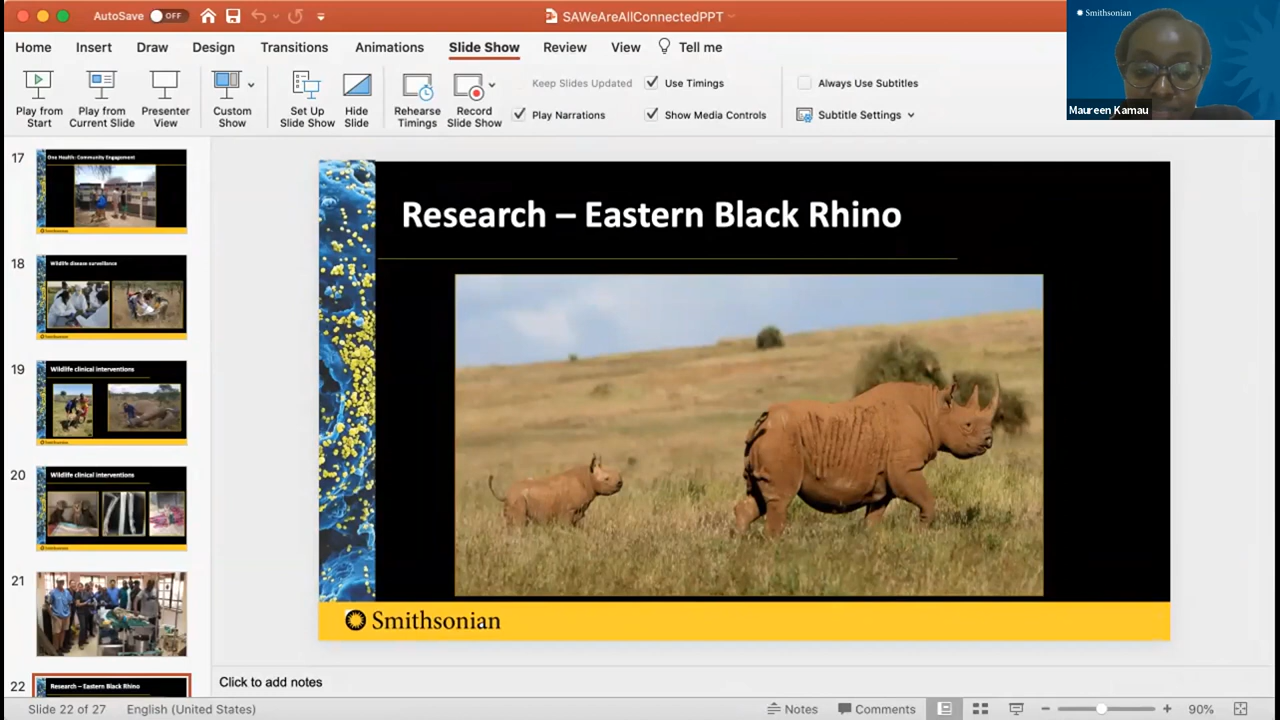 AutoSave OFF
SAWeAreAllConnectedPPT
Smithsonian
Home Insert Draw Design Transitions Animations Slide Show Review View Tell me
Play from Start
Play from Current Slide
Presenter View
Custom Show
Set Up Slide Show
Hide Slide
Rehearse Timings
Record Slide Show
Keep Slides Updated
Use Timings
Always Use Subtitles
Play Narrations
Show Media Controls
Subtitle Settings
Maureen Kamau
17
One Health: Community Engagement
Smithsonian
18
Wildlife disease surveillance
Smithsonian
19
Wildlife clinical interventions
Smithsonian
20
Wildlife clinical interventions
Smithsonian
21
22
Research – Eastern Black Rhino
Research – Eastern Black Rhino
Smithsonian
Click to add notes
Slide 22 of 27 English (United States) Notes Comments 90%